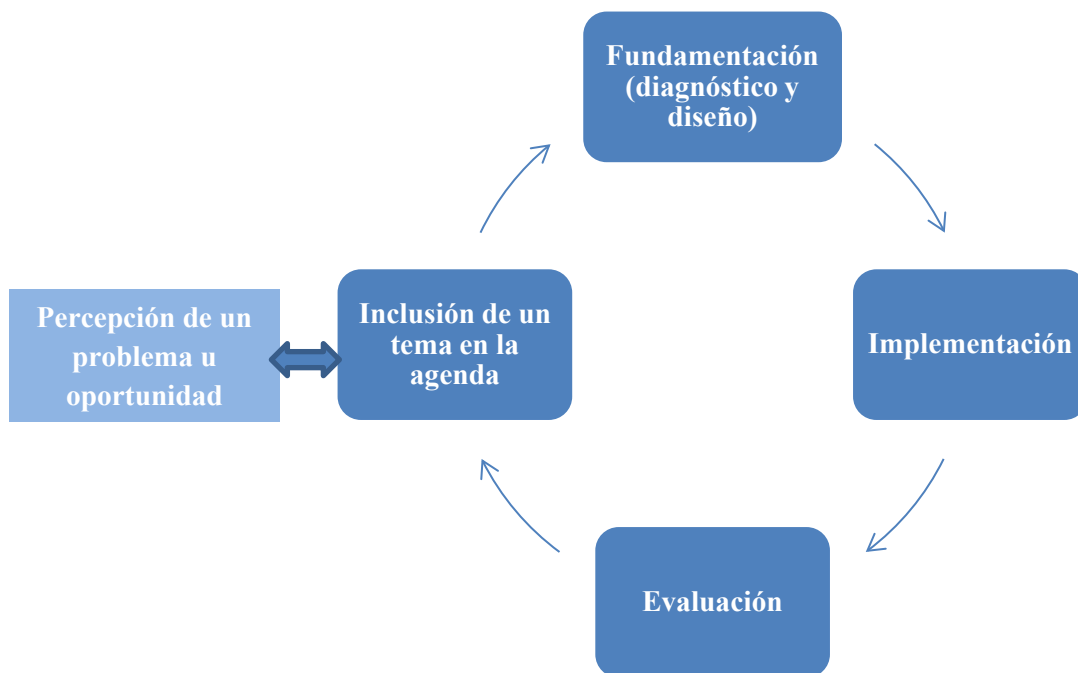 Fundamentación
(diagnóstico y
diseño)
Percepción de un
problema u
oportunidad
Inclusión de un
tema en la
agenda
Implementación
Evaluación